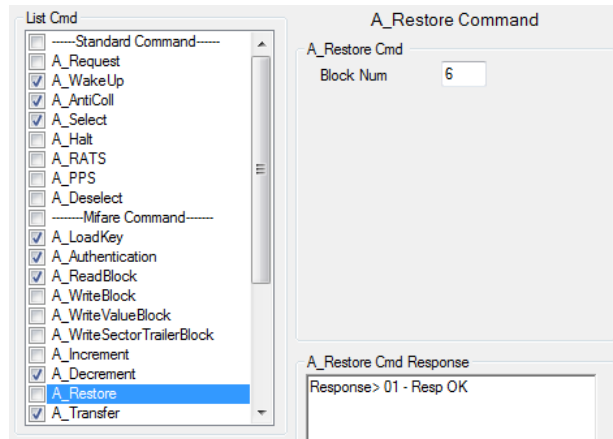 List Cmd
------Standard Command------
A_Request
A_WakeUp
A_AntiColl
A_Select
A_Halt
A_RATS
A_PPS
A_Deselect
--------Mifare Command-------
A_LoadKey
A_Authentication
A_ReadBlock
A_WriteBlock
A_WriteValueBlock
A_WriteSectorTrailerBlock
A_Increment
A_Decrement
A_Restore
A_Transfer
A_Restore Command
A_Restore Cmd
Block Num 6
A_Restore Cmd Response
Response> 01 - Resp OK